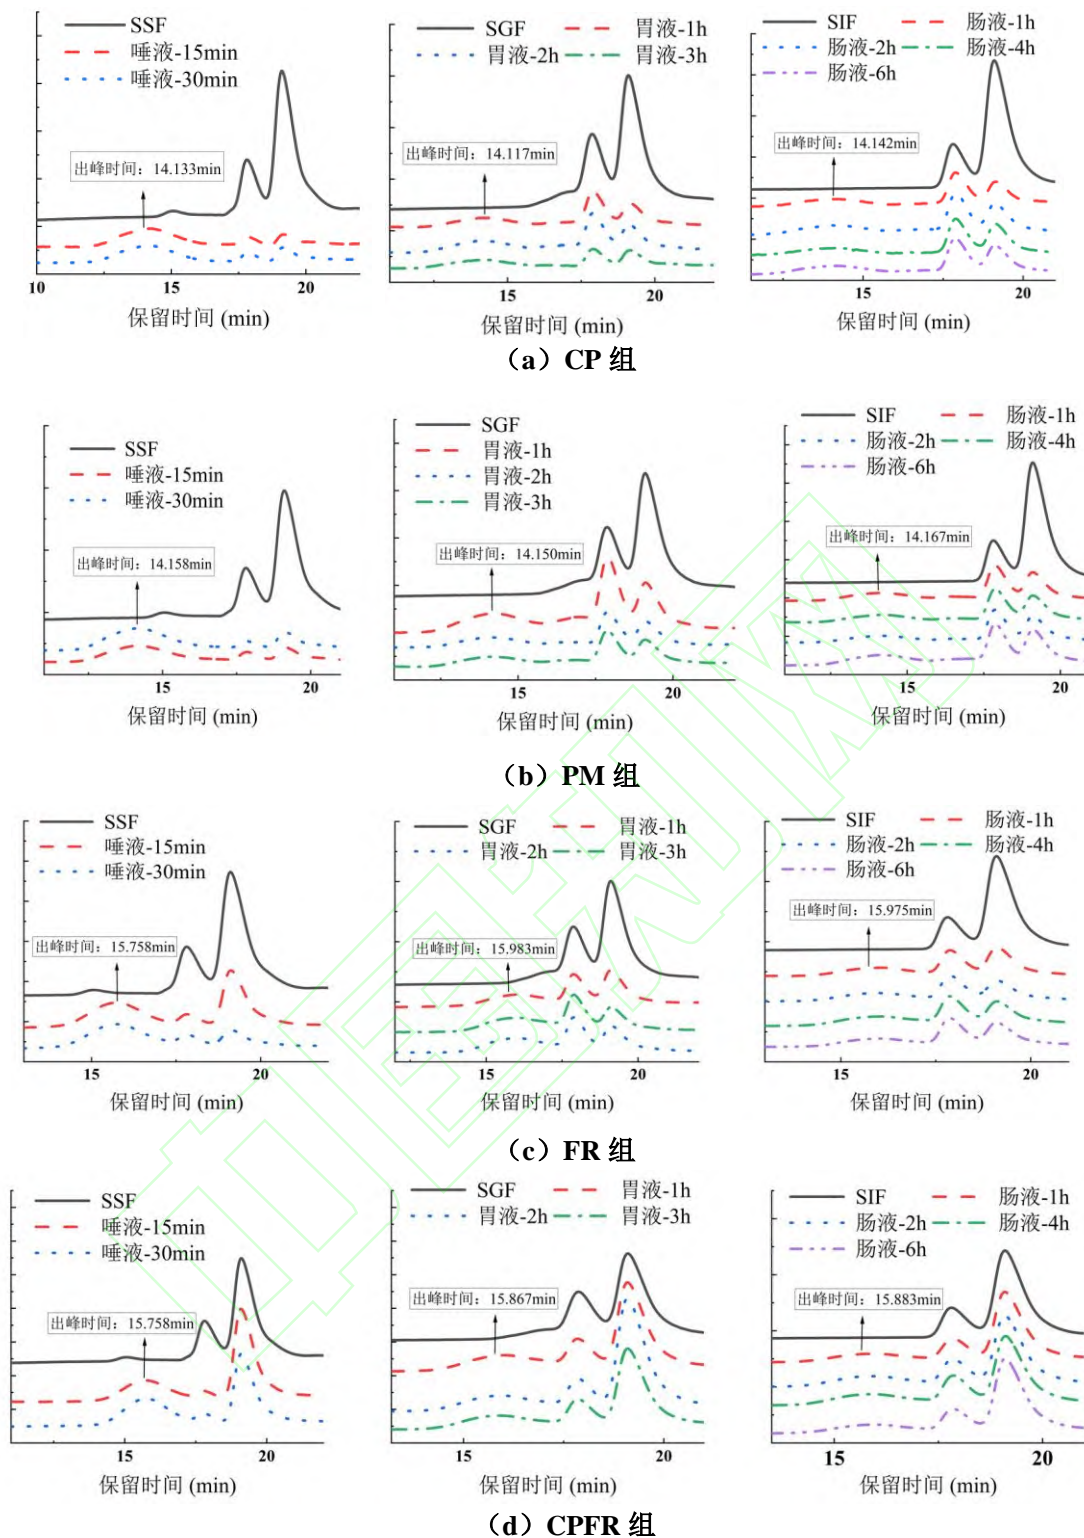 SSF
唾液-15min
唾液-30min
出峰时间：14.133min
10
15
20
保留时间 (min)
SGF
胃液-1h
胃液-2h
胃液-3h
出峰时间：14.117min
15
20
保留时间 (min)
SIF
肠液-1h
肠液-2h
肠液-4h
肠液-6h
出峰时间：14.142min
15
20
保留时间 (min)
（a）CP 组
SSF
唾液-15min
唾液-30min
出峰时间：14.158min
15
20
保留时间 (min)
SGF
胃液-1h
胃液-2h
胃液-3h
出峰时间：14.150min
15
20
保留时间 (min)
SIF
肠液-1h
肠液-2h
肠液-4h
肠液-6h
出峰时间：14.167min
15
20
保留时间 (min)
（b）PM 组
SSF
唾液-15min
唾液-30min
出峰时间：15.758min
15
20
保留时间 (min)
SGF
胃液-1h
胃液-2h
胃液-3h
出峰时间：15.983min
15
20
保留时间 (min)
SIF
肠液-1h
肠液-2h
肠液-4h
肠液-6h
出峰时间：15.975min
15
20
保留时间 (min)
（c）FR 组
SSF
唾液-15min
唾液-30min
出峰时间：15.758min
15
20
保留时间 (min)
SGF
胃液-1h
胃液-2h
胃液-3h
出峰时间：15.867min
15
20
保留时间 (min)
SIF
肠液-1h
肠液-2h
肠液-4h
肠液-6h
出峰时间：15.883min
15
20
保留时间 (min)
（d）CPFR 组